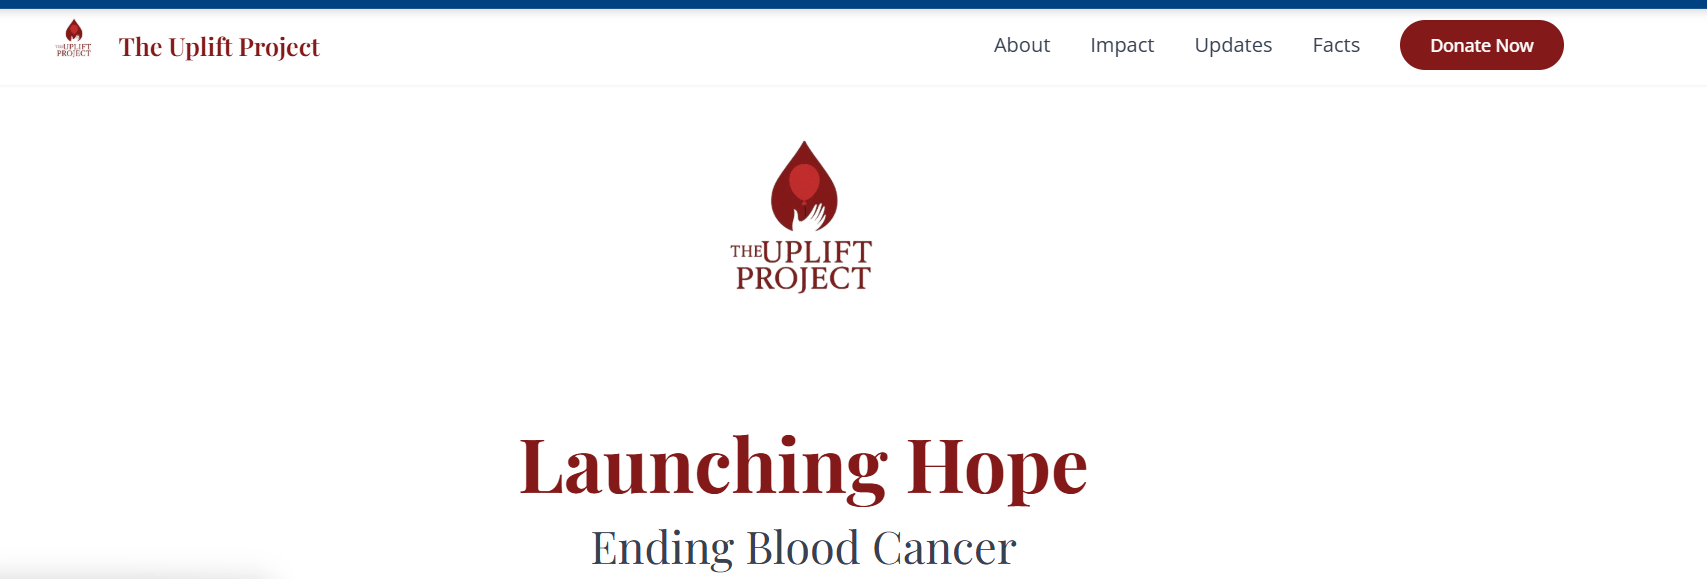 THE UPLIFT
PROJECT
The Uplift Project
About
Impact
Updates
Facts
Donate Now
THE UPLIFT
PROJECT
Launching Hope
Ending Blood Cancer